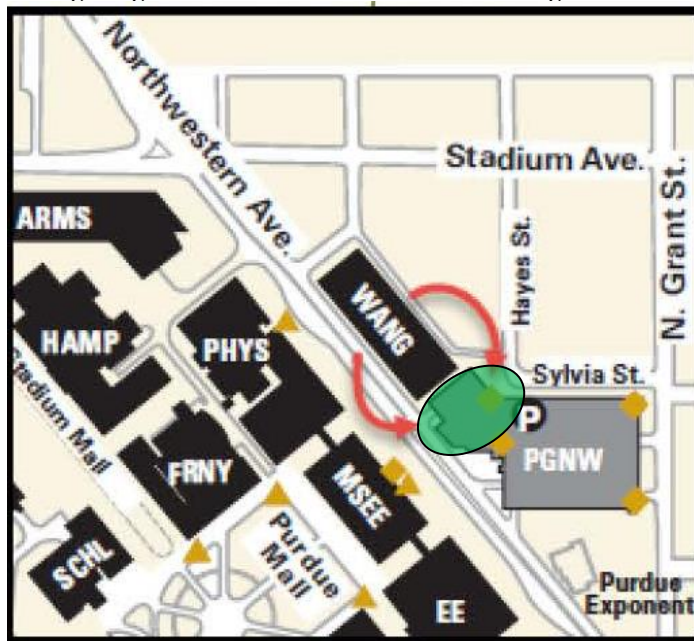 Northwestern Ave.
Stadium Ave.
N. Grant St.
Hayes St.
ARMS
WANG
HAMP
PHYS
Stadium Mall
Sylvia St.
P
PGNW
FRNY
MSEE
Purdue
Mall
SCHL
EE
Purdue
Exponent